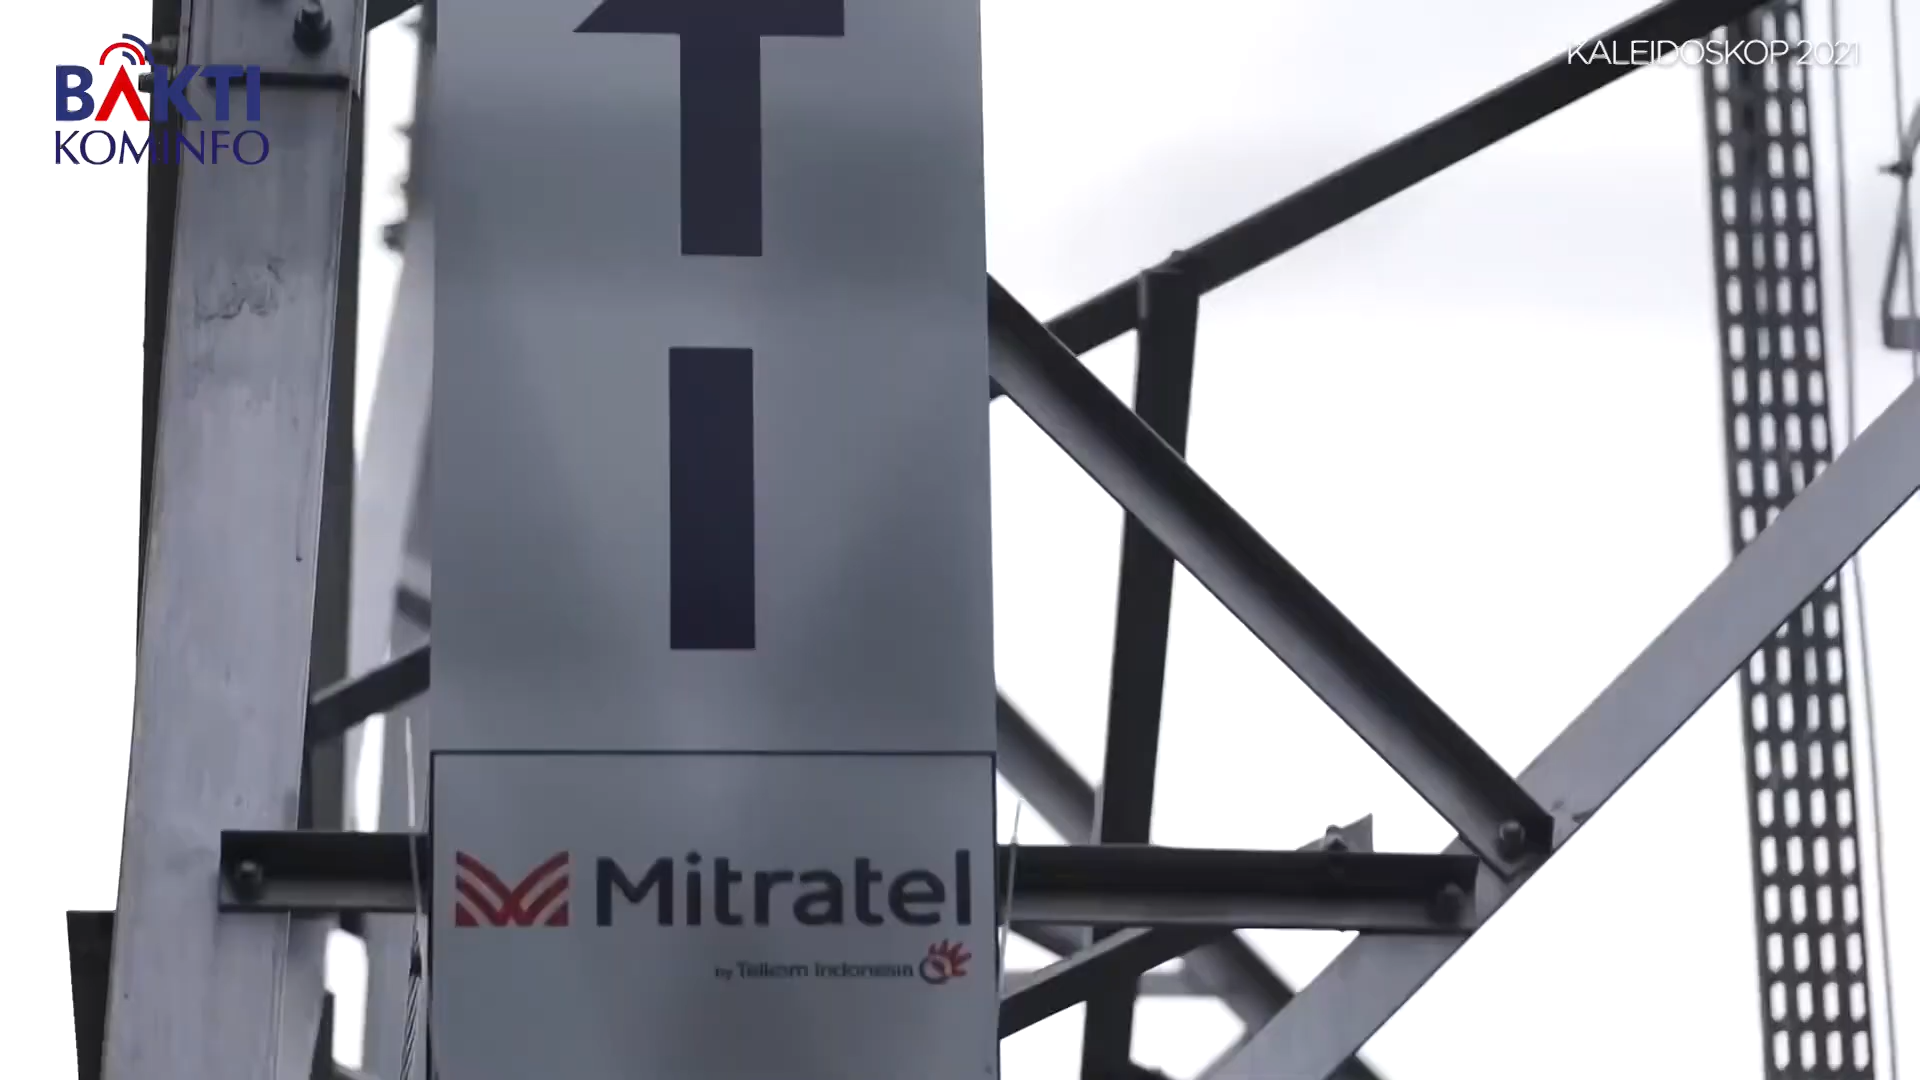 BAKTI
KOMINFO
KALEIDOSKOP 2021
T
I
Mitratel
by Telkom Indonesia